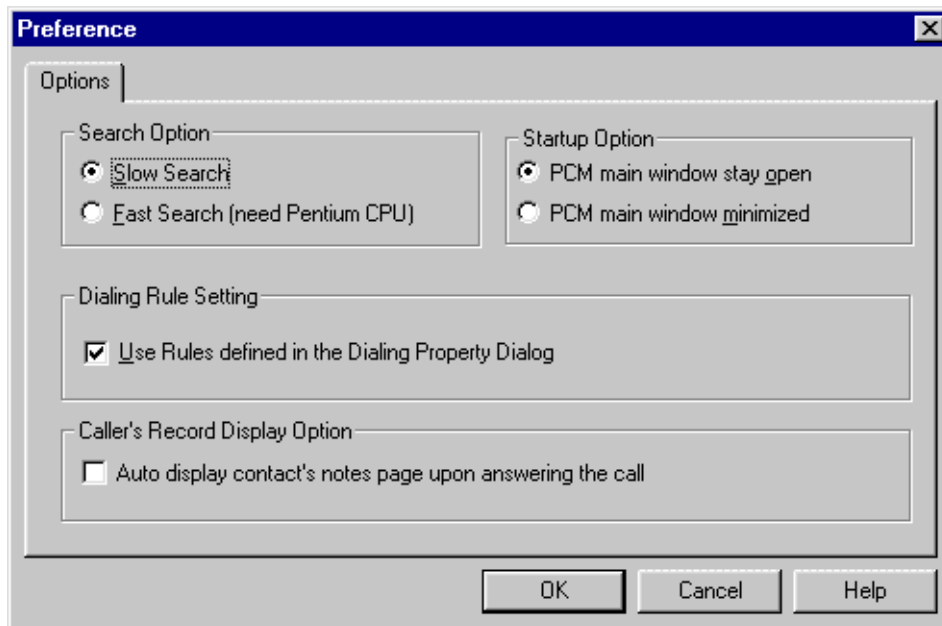 Preference
Options
Search Option
Slow Search
Fast Search (need Pentium CPU)
Startup Option
PCM main window stay open
PCM main window minimized
Dialing Rule Setting
Use Rules defined in the Dialing Property Dialog
Caller's Record Display Option
Auto display contact's notes page upon answering the call
OK
Cancel
Help